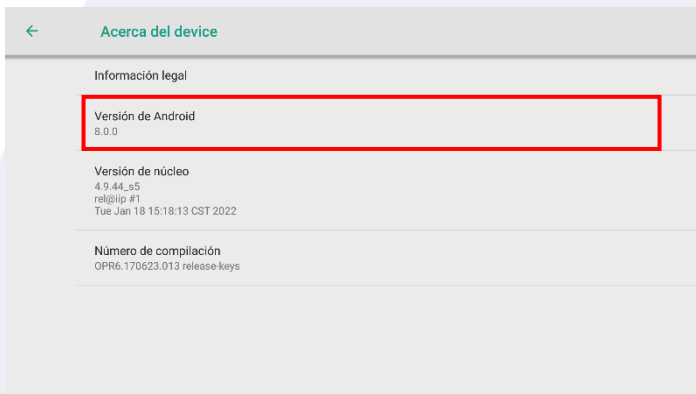 Acerca del device
Información legal
Versión de Android
8.0.0
Versión de núcleo
4.9.44_s5
rel@iip #1
Tue Jan 18 15:18:13 CST 2022
Número de compilación
OPR6.170623.013 release-keys